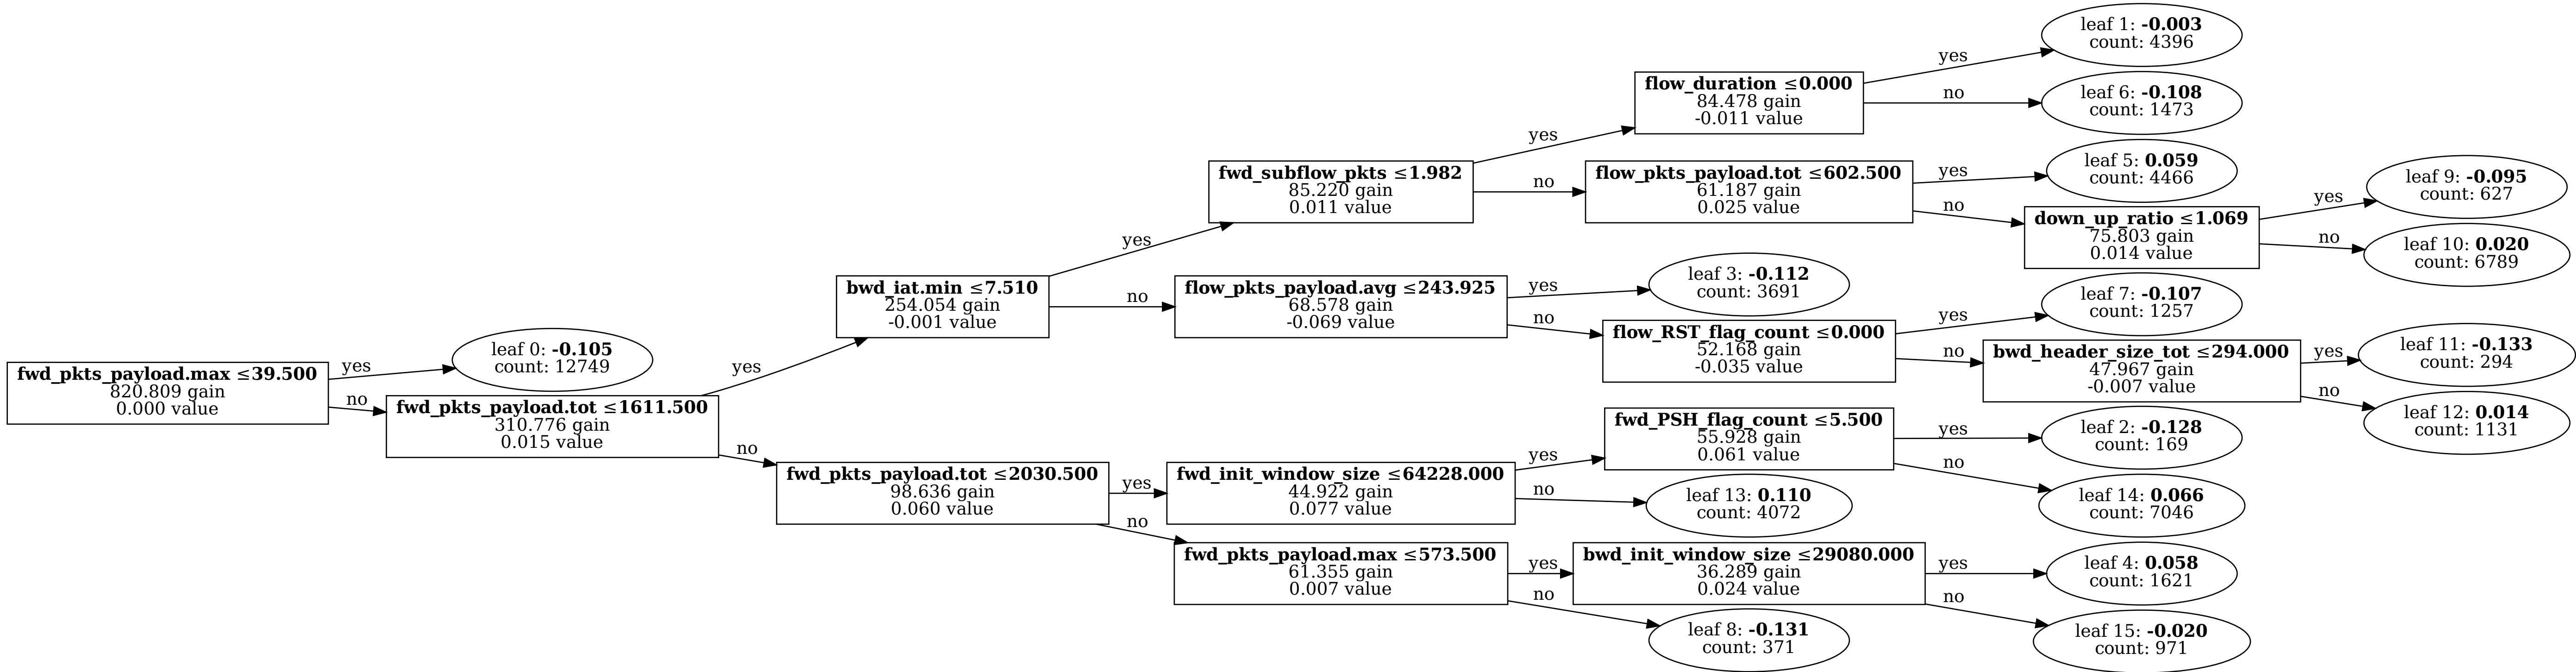 fwd_pkts_payload.max ≤39.500
820.809 gain
0.000 value
yes
leaf 0: -0.105
count: 12749
no
fwd_pkts_payload.tot ≤1611.500
310.776 gain
0.015 value
yes
bwd_iat.min ≤7.510
254.054 gain
-0.001 value
yes
fwd_subflow_pkts ≤1.982
85.220 gain
0.011 value
yes
flow_duration ≤0.000
84.478 gain
-0.011 value
yes
leaf 1: -0.003
count: 4396
no
leaf 6: -0.108
count: 1473
no
flow_pkts_payload.tot ≤602.500
61.187 gain
0.025 value
yes
leaf 5: 0.059
count: 4466
no
down_up_ratio ≤1.069
75.803 gain
0.014 value
yes
leaf 9: -0.095
count: 627
no
leaf 10: 0.020
count: 6789
no
flow_pkts_payload.avg ≤243.925
68.578 gain
-0.069 value
yes
leaf 3: -0.112
count: 3691
no
flow_RST_flag_count ≤0.000
52.168 gain
-0.035 value
yes
leaf 7: -0.107
count: 1257
no
bwd_header_size_tot ≤294.000
47.967 gain
-0.007 value
yes
leaf 11: -0.133
count: 294
no
leaf 12: 0.014
count: 1131
no
fwd_pkts_payload.tot ≤2030.500
98.636 gain
0.060 value
yes
fwd_init_window_size ≤64228.000
44.922 gain
0.077 value
yes
fwd_PSH_flag_count ≤5.500
55.928 gain
0.061 value
yes
leaf 2: -0.128
count: 169
no
leaf 14: 0.066
count: 7046
no
leaf 13: 0.110
count: 4072
no
fwd_pkts_payload.max ≤573.500
61.355 gain
0.007 value
yes
bwd_init_window_size ≤29080.000
36.289 gain
0.024 value
yes
leaf 4: 0.058
count: 1621
no
leaf 15: -0.020
count: 971
no
leaf 8: -0.131
count: 371